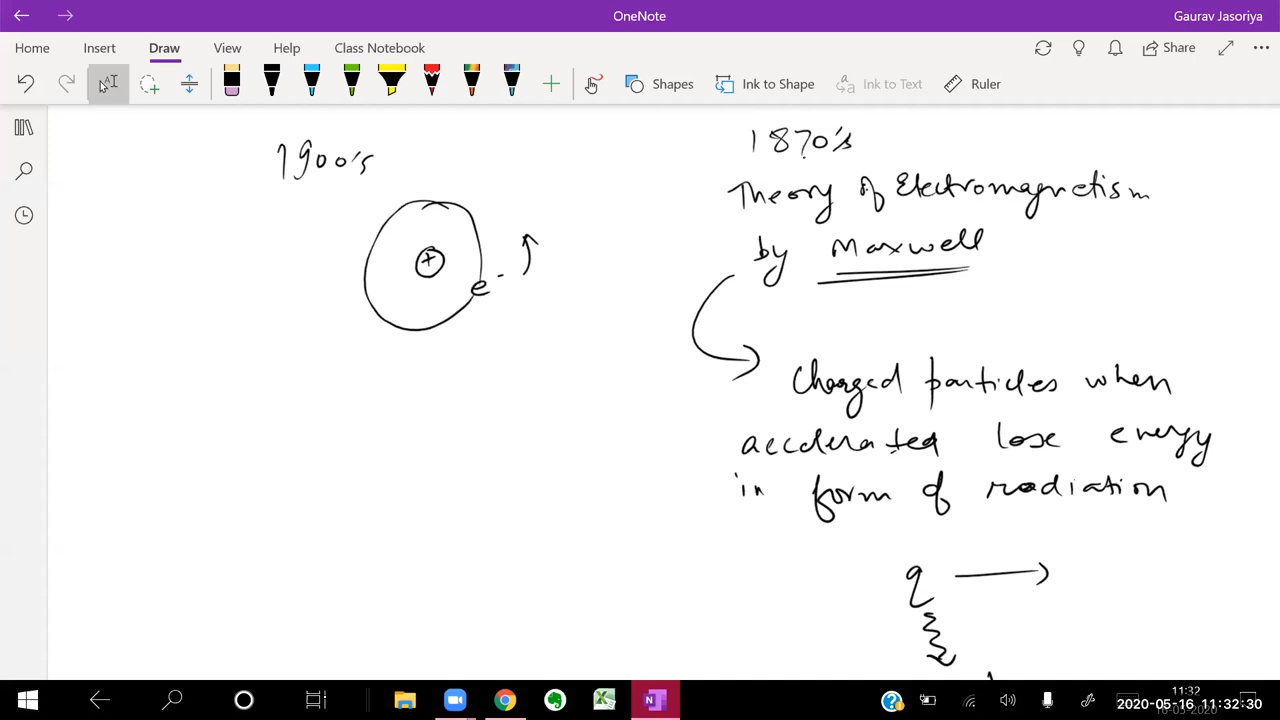 OneNote
Gaurav Jasoriya
Home Insert Draw View Help Class Notebook
Share
Shapes Ink to Shape Ink to Text Ruler
1900's
+
e-
1870's
Theory of Electromagnetism
by Maxwell
Charged particles when
accelerated lose energy
in form of radiation
q
11:32
2020-05-16 11:32:30